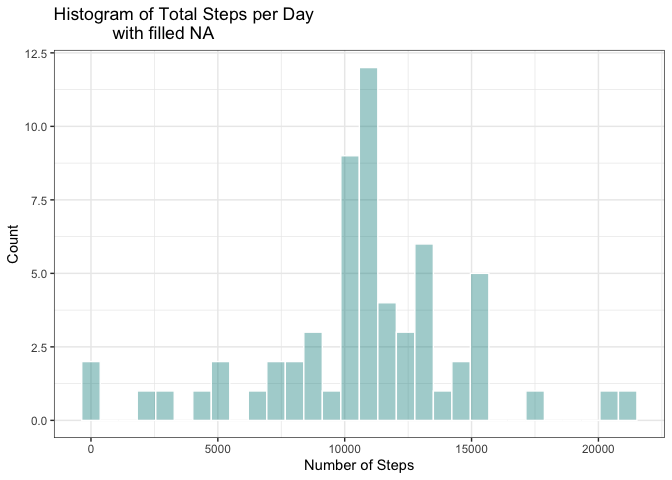 Histogram of Total Steps per Day
with filled NA
12.5
10.0
7.5
5.0
2.5
0.0
Count
0 5000 10000 15000 20000
Number of Steps